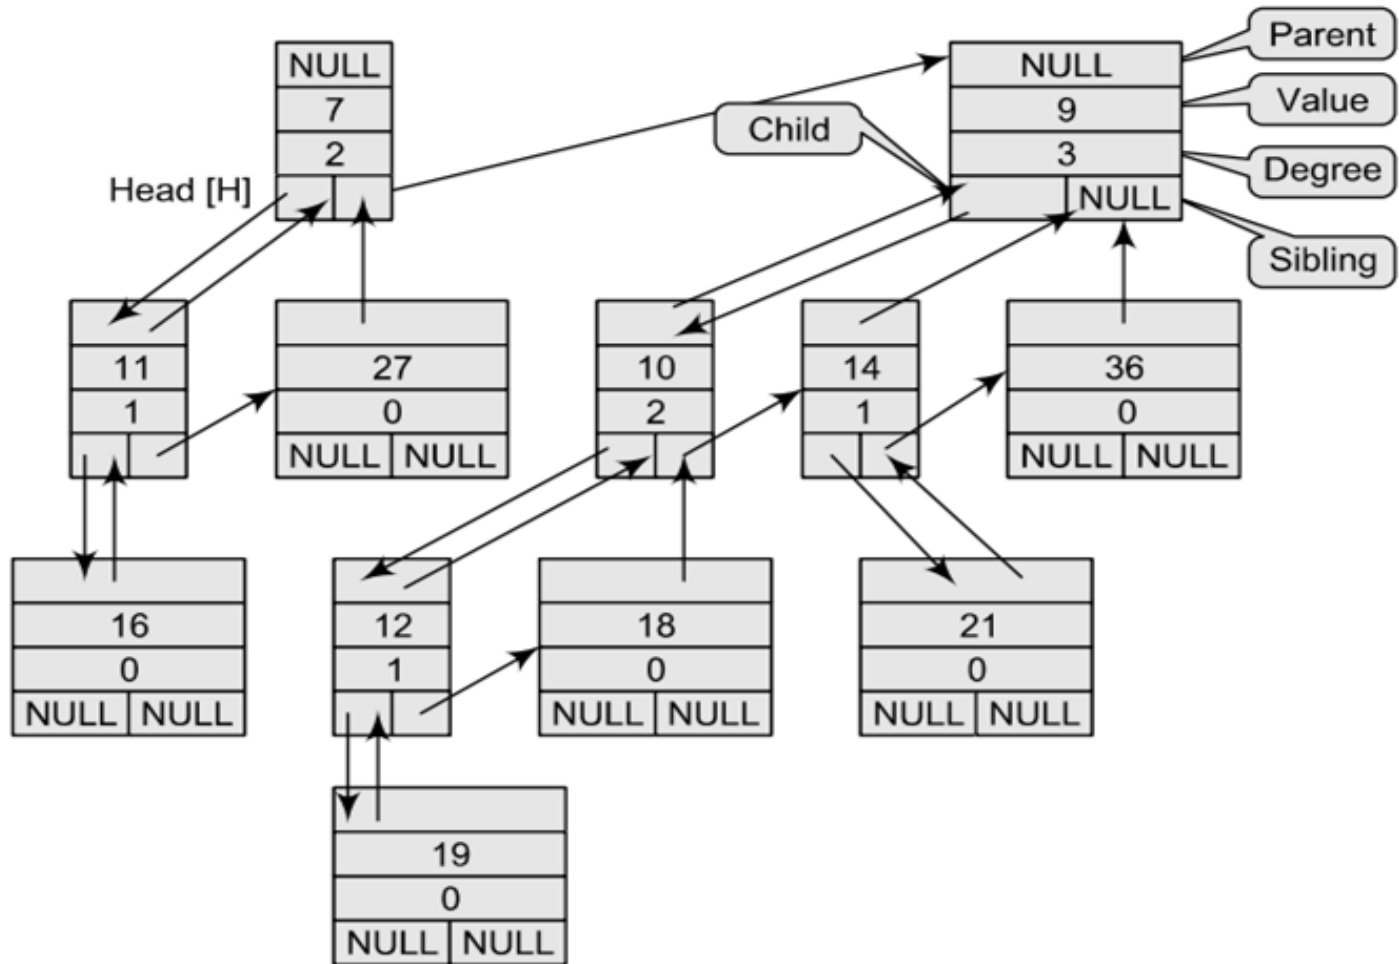 Parent
NULL NULL
7 Value
9
Child
2 3
Degree
Head [H] NULL
Sibling
11 27 10 14 36
1 0 2 1 0
NULL NULL NULL NULL
16 12 18 21
0 1 0 0
NULL NULL NULL NULL NULL NULL
19
0
NULL NULL